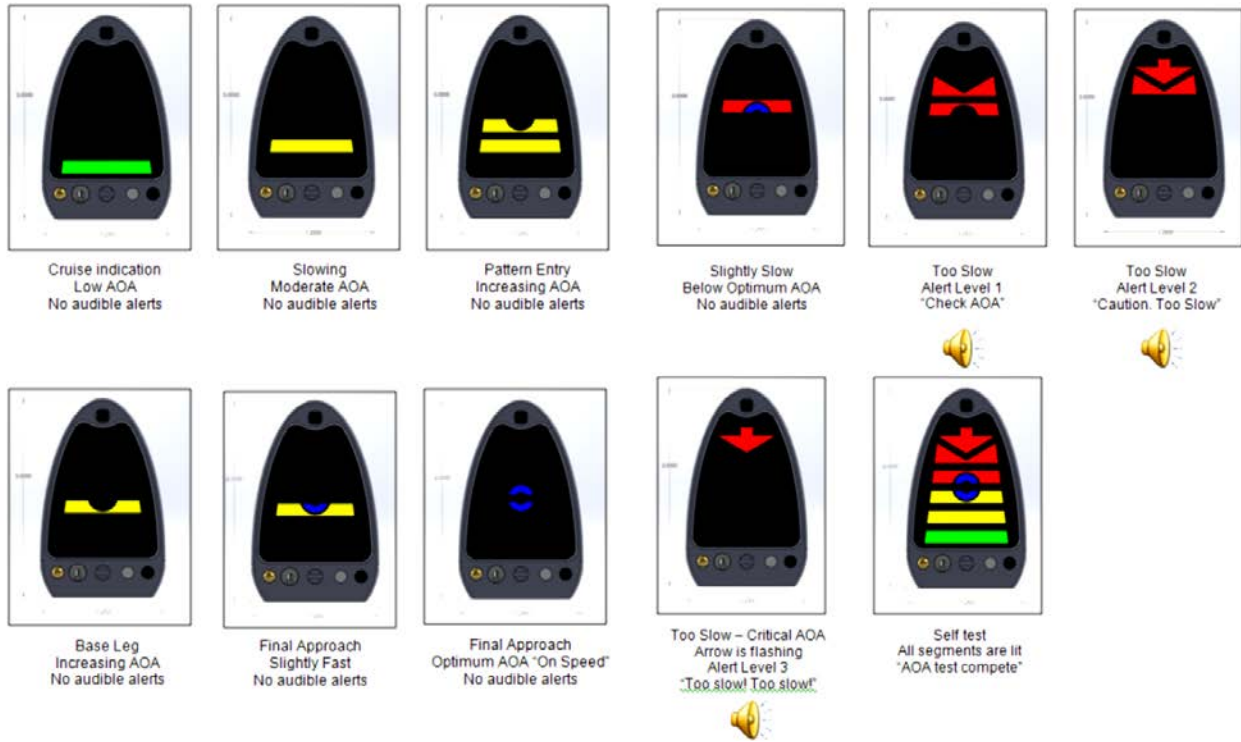 Cruise indication
Low AOA
No audible alerts
Slowing
Moderate AOA
No audible alerts
Pattern Entry
Increasing AOA
No audible alerts
Slightly Slow
Below Optimum AOA
No audible alerts
Too Slow
Alert Level 1
"Check AOA"
Too Slow
Alert Level 2
"Caution. Too Slow"
Base Leg
Increasing AOA
No audible alerts
Final Approach
Slightly Fast
No audible alerts
Final Approach
Optimum AOA "On Speed"
No audible alerts
Too Slow – Critical AOA
Arrow is flashing
Alert Level 3
"Too slow! Too slow!"
Self test
All segments are lit
"AOA test compete"